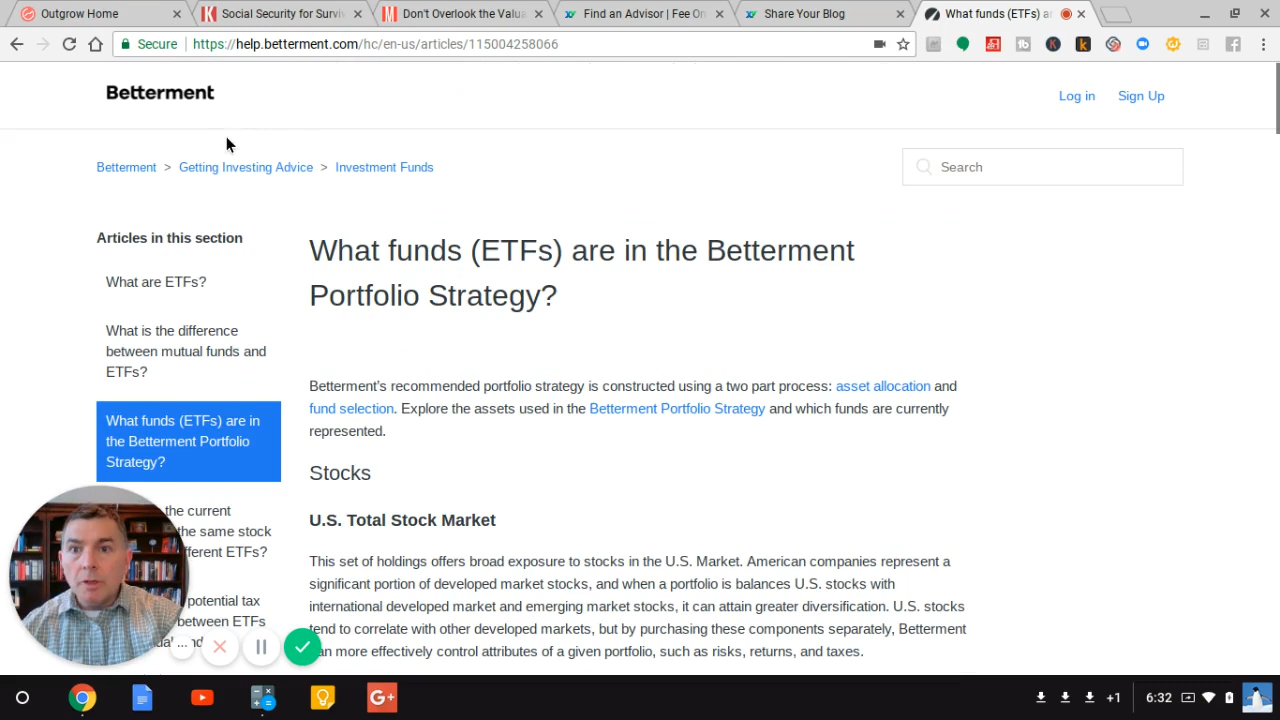 Outgrow Home
Social Security for Surviv
Don't Overlook the Valua
Find an Advisor | Fee On
Share Your Blog
What funds (ETFs) ar
Secure
https://help.betterment.com/hc/en-us/articles/115004258066
Betterment
Log in
Sign Up
Betterment > Getting Investing Advice > Investment Funds
Search
Articles in this section
What are ETFs?
What is the difference
between mutual funds and
ETFs?
What funds (ETFs) are in
the Betterment Portfolio
Strategy?
the current
the same stock
ifferent ETFs?
potential tax
between ETFs
What funds (ETFs) are in the Betterment
Portfolio Strategy?
Betterment's recommended portfolio strategy is constructed using a two part process: asset allocation and
fund selection. Explore the assets used in the Betterment Portfolio Strategy and which funds are currently
represented.
Stocks
U.S. Total Stock Market
This set of holdings offers broad exposure to stocks in the U.S. Market. American companies represent a
significant portion of developed market stocks, and when a portfolio is balances U.S. stocks with
international developed market and emerging market stocks, it can attain greater diversification. U.S. stocks
tend to correlate with other developed markets, but by purchasing these components separately, Betterment
can more effectively control attributes of a given portfolio, such as risks, returns, and taxes.
G+
+1
6:32